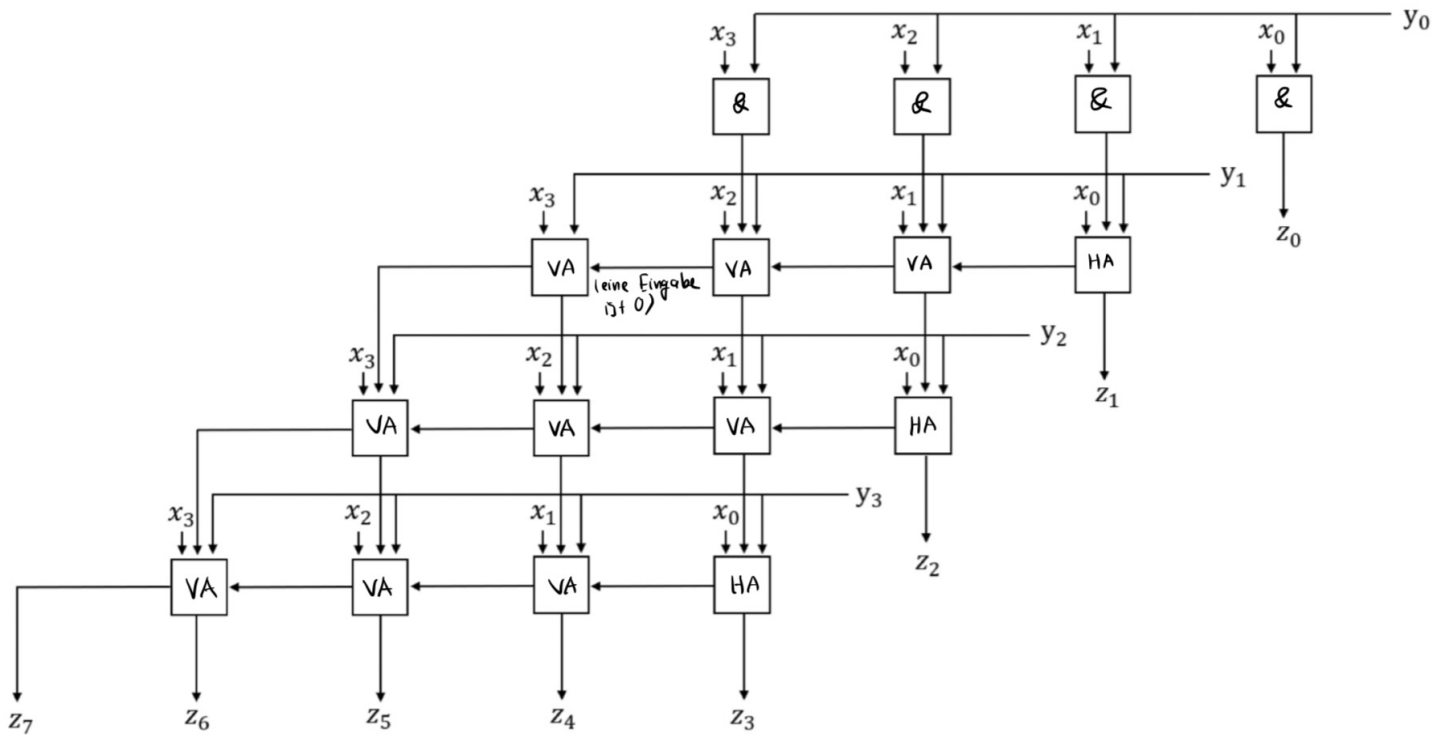 y₀
x₃ x₂ x₁ x₀
& & & &
y₁
x₃ x₂ x₁ x₀
z₀
VA VA VA HA
(eine Eingabe
ist 0)
y₂
x₃ x₂ x₁ x₀
z₁
VA VA VA HA
y₃
x₃ x₂ x₁ x₀
z₂
VA VA VA HA
z₇ z₆ z₅ z₄ z₃